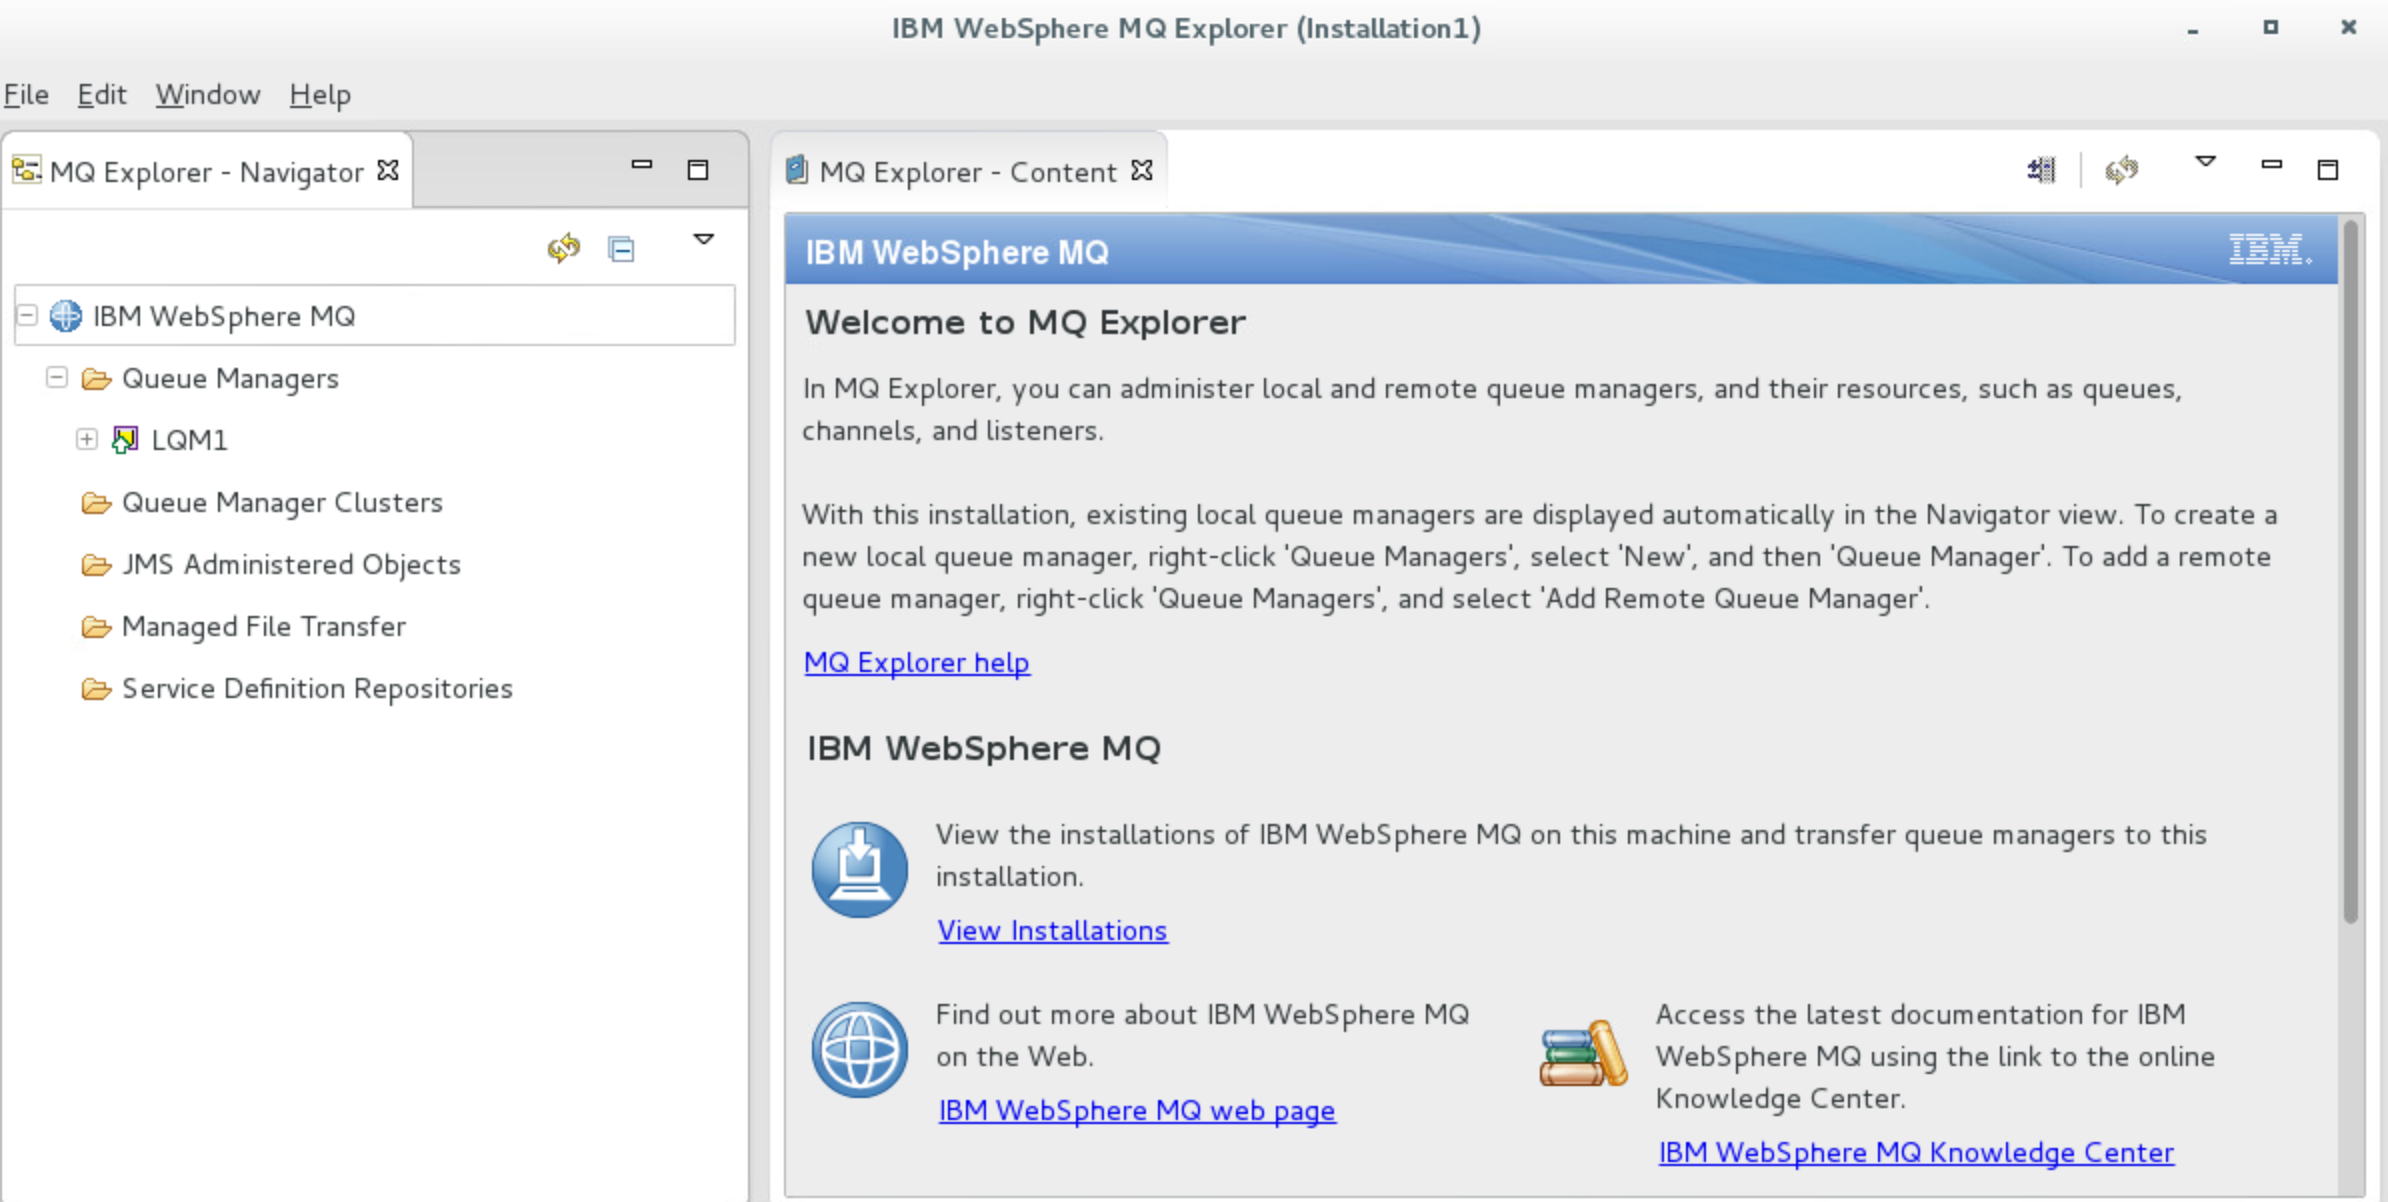 IBM WebSphere MQ Explorer (Installation1)
File Edit Window Help
MQ Explorer - Navigator
IBM WebSphere MQ
Queue Managers
LQM1
Queue Manager Clusters
JMS Administered Objects
Managed File Transfer
Service Definition Repositories
MQ Explorer - Content
IBM WebSphere MQ
IBM.
Welcome to MQ Explorer
In MQ Explorer, you can administer local and remote queue managers, and their resources, such as queues,
channels, and listeners.
With this installation, existing local queue managers are displayed automatically in the Navigator view. To create a
new local queue manager, right-click 'Queue Managers', select 'New', and then 'Queue Manager'. To add a remote
queue manager, right-click 'Queue Managers', and select 'Add Remote Queue Manager'.
MQ Explorer help
IBM WebSphere MQ
View the installations of IBM WebSphere MQ on this machine and transfer queue managers to this
installation.
View Installations
Find out more about IBM WebSphere MQ
on the Web.
IBM WebSphere MQ web page
Access the latest documentation for IBM
WebSphere MQ using the link to the online
Knowledge Center.
IBM WebSphere MQ Knowledge Center